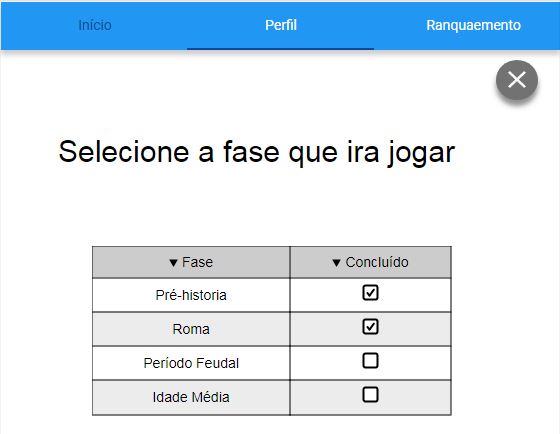 Início Perfil Ranquaemento
Selecione a fase que ira jogar
Fase Concluído
Pré-historia
Roma
Período Feudal
Idade Média